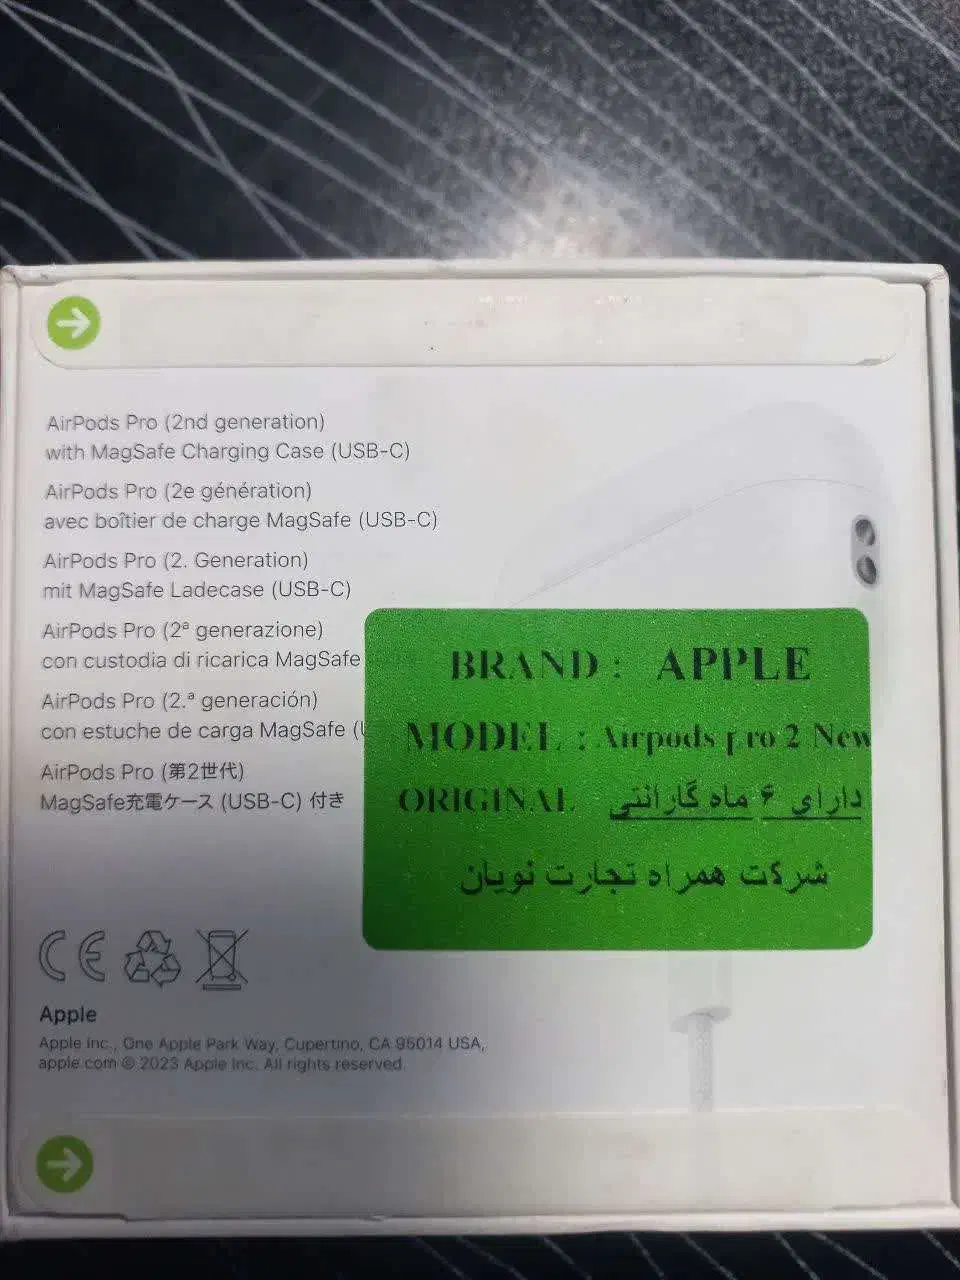 AirPods Pro (2nd generation)
with MagSafe Charging Case (USB-C)
AirPods Pro (2e génération)
avec boîtier de charge MagSafe (USB-C)
AirPods Pro (2. Generation)
mit MagSafe Ladecase (USB-C)
AirPods Pro (2ª generazione)
con custodia di ricarica MagSafe
AirPods Pro (2.ª generación)
con estuche de carga MagSafe (U
AirPods Pro (第2世代)
MagSafe充電ケース (USB-C) 付き
BRAND : APPLE
MODEL : Airpods pro 2 New
ORIGINAL دارای ۶ ماه گارانتی
شرکت همراه تجارت نویان
CE
Apple
Apple Inc., One Apple Park Way, Cupertino, CA 95014 USA,
apple.com © 2023 Apple Inc. All rights reserved.